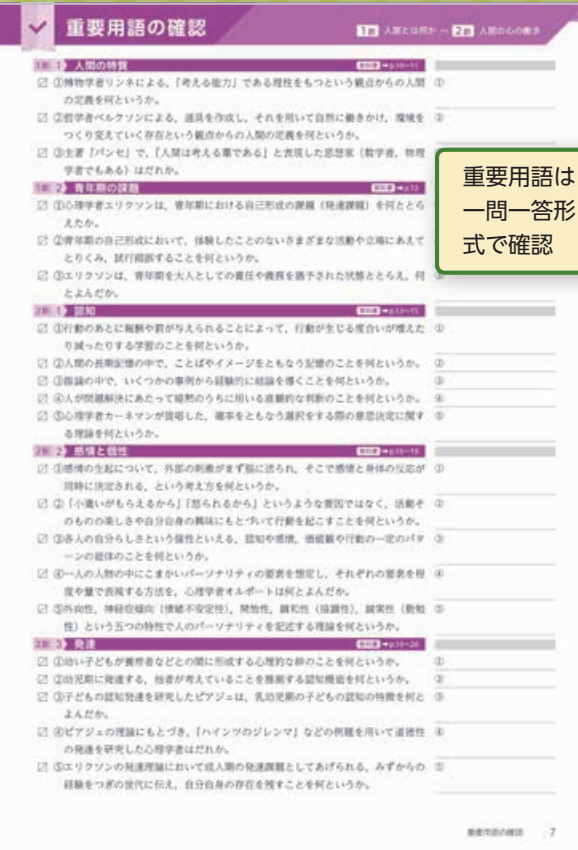 重要用語の確認
1節 人間とは何か ～ 2節 人間の心の働き
1節 1 人間の特質 教科書➡p.10~11
①博物学者リンネによる，「考える能力」である理性をもつという観点からの人間 ①
の定義を何というか。
②哲学者ベルクソンによる，道具を作成し，それを用いて自然に働きかけ，環境を ②
つくり変えていく存在という観点からの人間の定義を何というか。
③主著『パンセ』で，「人間は考える葦である」と表現した思想家（数学者，物理
学者でもある）はだれか。
重要用語は
一問一答形
式で確認
1節 2 青年期の課題 教科書➡p.12
①心理学者エリクソンは，青年期における自己形成の課題（発達課題）を何ととら
えたか。
②青年期の自己形成において，体験したことのないさまざまな活動や立場にあえて
とりくみ，試行錯誤することを何というか。
③エリクソンは，青年期を大人としての責任や義務を猶予された状態ととらえ，何 ③
とよんだか。
2節 1 認知 教科書➡p.13~15
①行動のあとに報酬や罰が与えられることによって，行動が生じる度合いが増えた ①
り減ったりする学習のことを何というか。
②人間の長期記憶の中で，ことばやイメージをともなう記憶のことを何というか。 ②
③推論の中で，いくつかの事例から経験的に結論を導くことを何というか。 ③
④人が問題解決にあたって暗黙のうちに用いる直観的な判断のことを何というか。 ④
⑤心理学者カーネマンが提唱した，確率をともなう選択をする際の意思決定に関す ⑤
る理論を何というか。
2節 2 感情と個性 教科書➡p.16~18
①感情の生起について，外部の刺激がまず脳に送られ，そこで感情と身体の反応が ①
同時に決定される，という考え方を何というか。
②「小遣いがもらえるから」「怒られるから」というような要因ではなく，活動そ ②
のものの楽しさや自分自身の興味にもとづいて行動を起こすことを何というか。
③各人の自分らしさという個性といえる，認知や感情，価値観や行動の一定のパタ ③
ーンの総体のことを何というか。
④一人の人物の中にこまかいパーソナリティの要素を想定し，それぞれの要素を程 ④
度や量で表現する方法を，心理学者オルポートは何とよんだか。
⑤外向性，神経症傾向（情緒不安定性），開放性，調和性（協調性），誠実性（勤勉 ⑤
性）という五つの特性で人のパーソナリティを記述する理論を何というか。
2節 3 発達 教科書➡p.19~24
①幼い子どもが養育者などとの間に形成する心理的な絆のことを何というか。 ①
②幼児期に発達する，他者が考えていることを推測する認知機能を何というか。 ②
③子どもの認知発達を研究したピアジェは，乳幼児期の子どもの認知の特徴を何と ③
よんだか。
④ピアジェの理論にもとづき，「ハインツのジレンマ」などの例題を用いて道徳性 ④
の発達を研究した心理学者はだれか。
⑤エリクソンの発達理論において成人期の発達課題としてあげられる，みずからの ⑤
経験をつぎの世代に伝え，自分自身の存在を残すことを何というか。
重要用語の確認 7